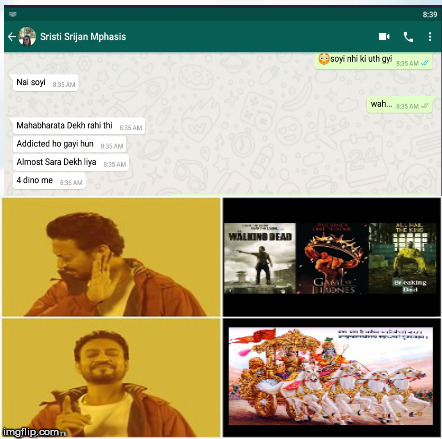 8:39
Sristi Srijan Mphasis
soyi nhi ki uth gyi 8:35 AM
Nai soyi 8:35 AM
wah... 8:35 AM
Mahabharata Dekh rahi thi 8:35 AM
Addicted ho gayi hun 8:35 AM
Almost Sara Dekh liya 8:35 AM
4 dino me 8:36 AM
THE
WALKING DEAD
GAME OF
THRONES
ALL HAIL
THE KING
Breaking
Bad
imgflip.com